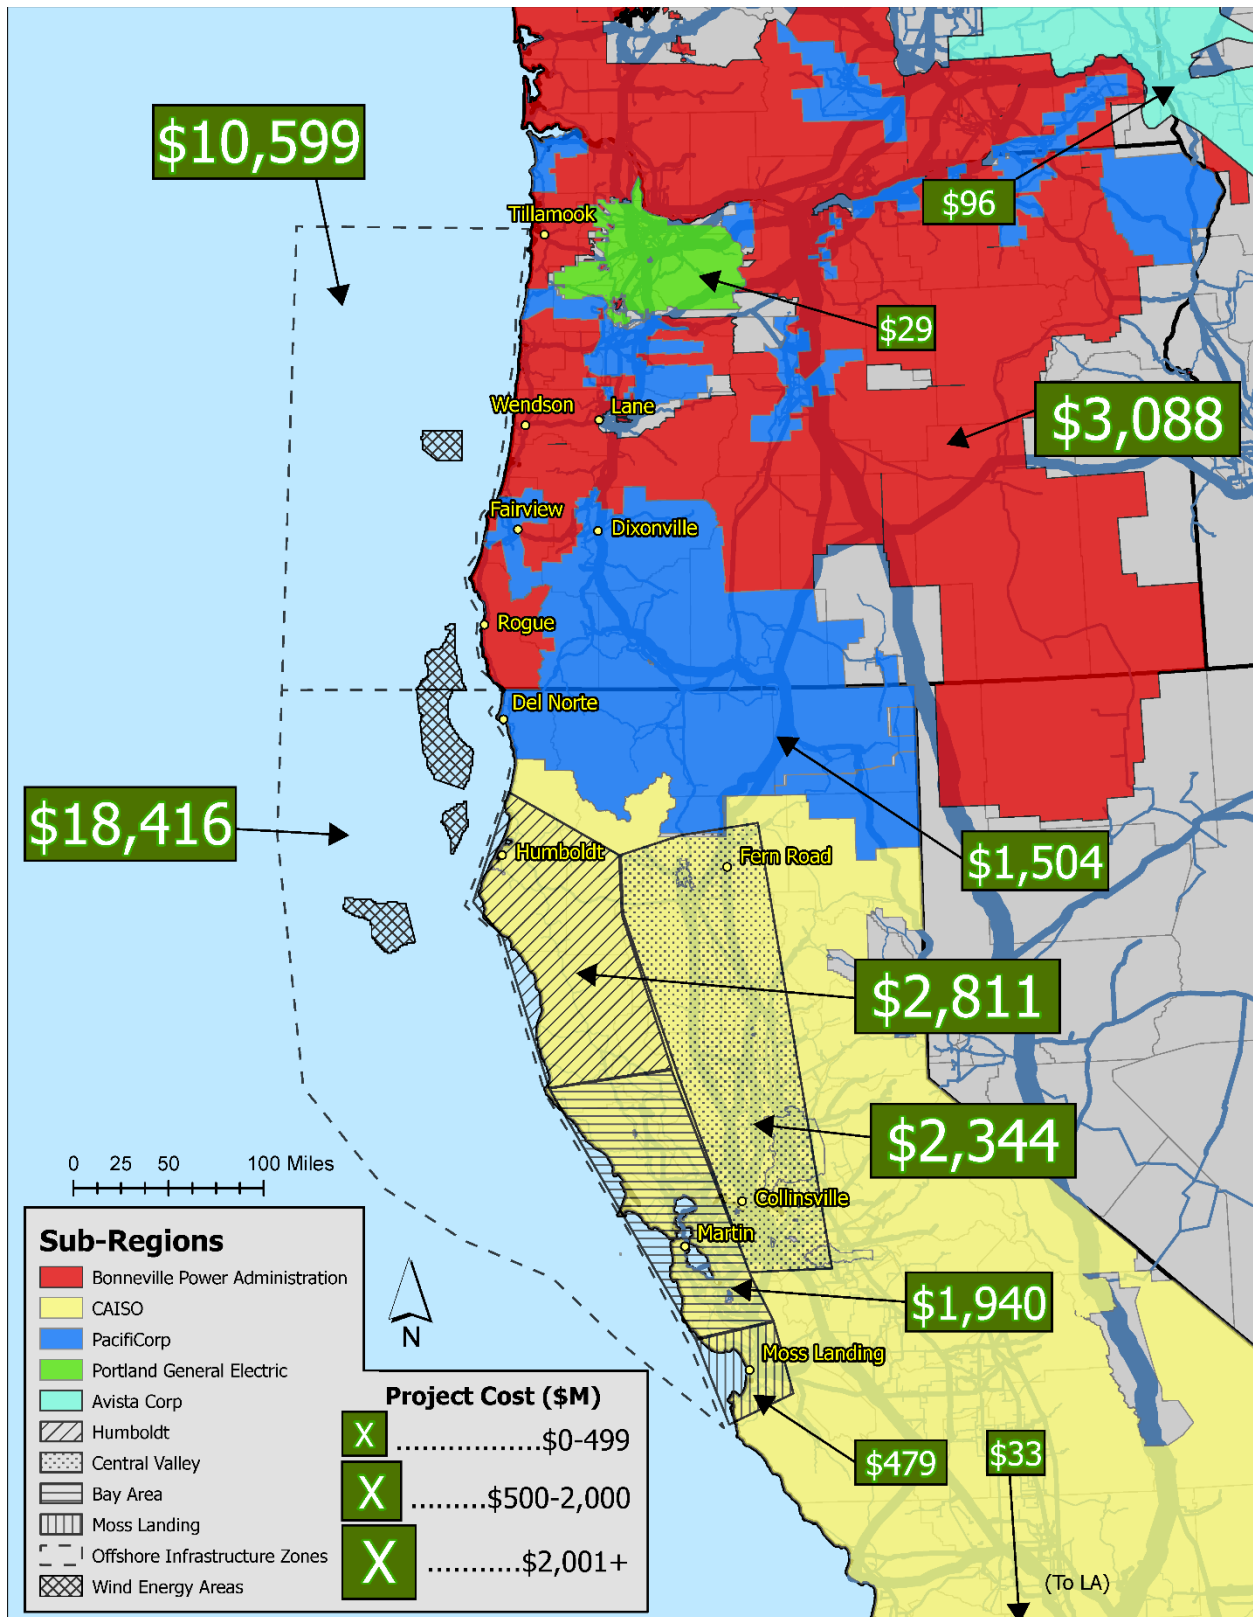 $10,599
Tillamook
$96
$29
Wendson
Lane
$3,088
Fairview
Dixonville
Rogue
Del Norte
$18,416
Humboldt
Fern Road
$1,504
$2,811
$2,344
0 25 50 100 Miles
Collinsville
Martin
$1,940
Moss Landing
$479
$33
(To LA)
N
Sub-Regions
Bonneville Power Administration
CAISO
PacifiCorp
Portland General Electric
Avista Corp
Humboldt
Central Valley
Bay Area
Moss Landing
Offshore Infrastructure Zones
Wind Energy Areas
Project Cost ($M)
X .................$0-499
X .........$500-2,000
X ...........$2,001+